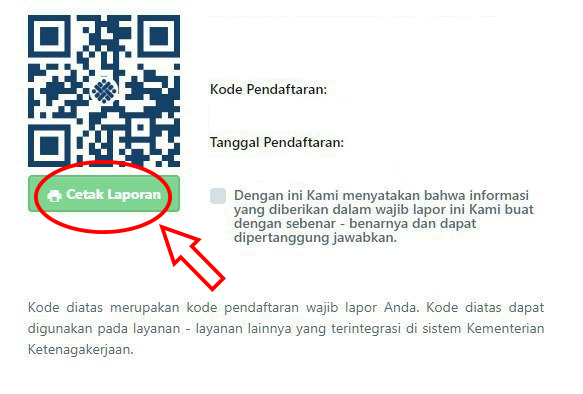 Kode Pendaftaran:
Tanggal Pendaftaran:
Cetak Laporan
Dengan ini Kami menyatakan bahwa informasi
yang diberikan dalam wajib lapor ini Kami buat
dengan sebenar - benarnya dan dapat
dipertanggung jawabkan.
Kode diatas merupakan kode pendaftaran wajib lapor Anda. Kode diatas dapat
digunakan pada layanan - layanan lainnya yang terintegrasi di sistem Kementerian
Ketenagakerjaan.